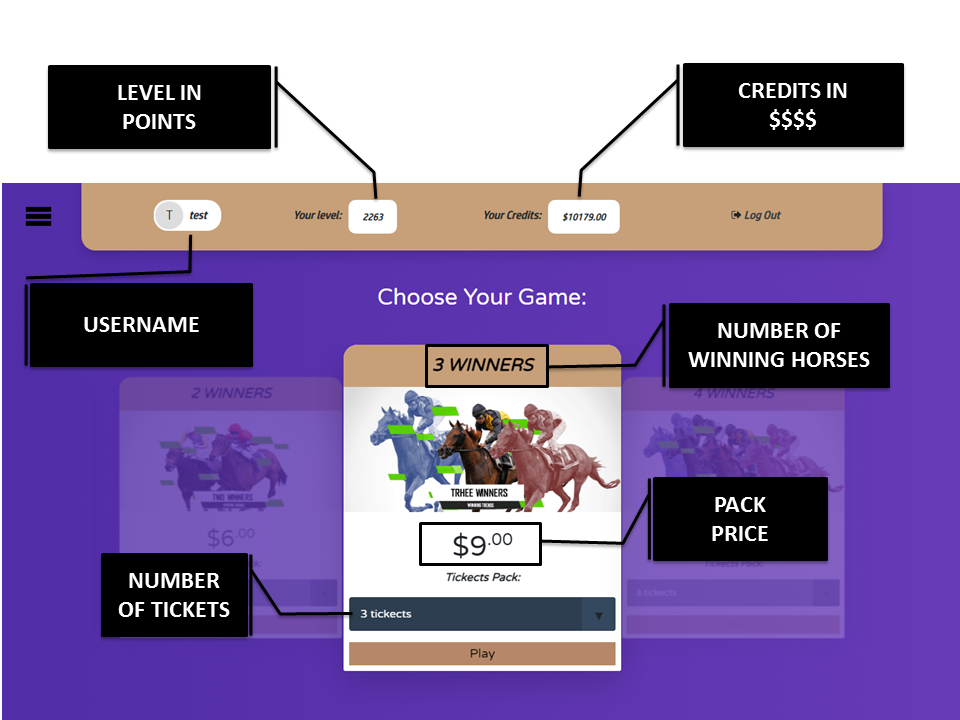 LEVEL IN
POINTS
CREDITS IN
$$$$
T test
Your level: 2263
Your Credits: $10179.00
Log Out
USERNAME
Choose Your Game:
NUMBER OF
WINNING HORSES
3 WINNERS
2 WINNERS
4 WINNERS
TWO WINNERS
TRHEE WINNERS
WINNING TRENDS
$6.00
$9.00
PACK
PRICE
Tickects Pack:
NUMBER
OF TICKETS
3 tickects
3 tickects
Play